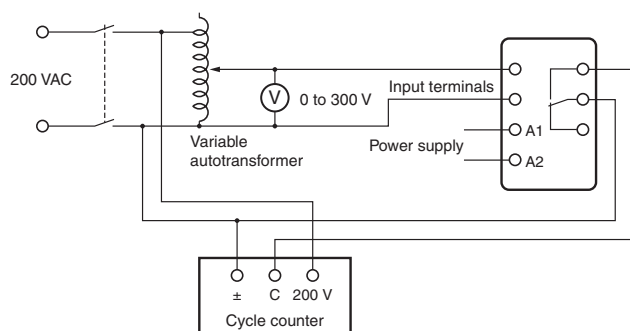 200 VAC
V
0 to 300 V
Input terminals
Variable
autotransformer
Power supply
A1
A2
± C 200 V
Cycle counter